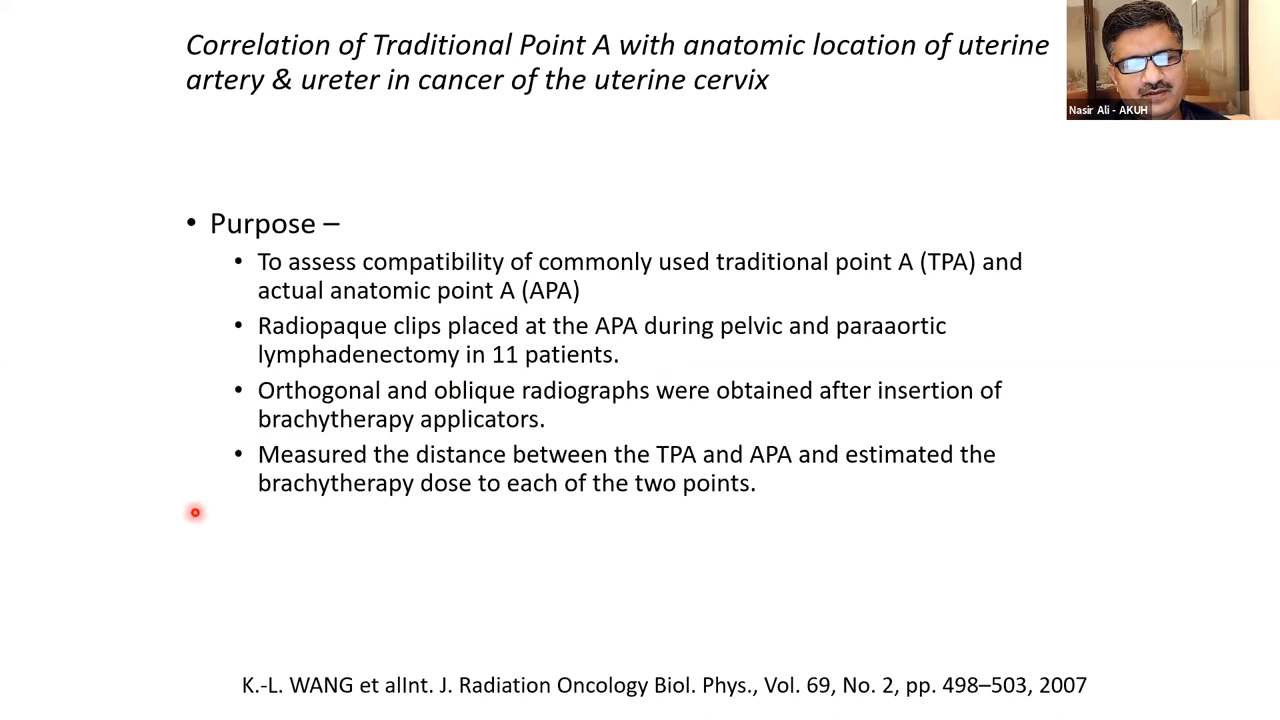 Correlation of Traditional Point A with anatomic location of uterine
artery & ureter in cancer of the uterine cervix
Nasir Ali - AKUH
• Purpose –
• To assess compatibility of commonly used traditional point A (TPA) and
actual anatomic point A (APA)
• Radiopaque clips placed at the APA during pelvic and paraaortic
lymphadenectomy in 11 patients.
• Orthogonal and oblique radiographs were obtained after insertion of
brachytherapy applicators.
• Measured the distance between the TPA and APA and estimated the
brachytherapy dose to each of the two points.
K.-L. WANG et alInt. J. Radiation Oncology Biol. Phys., Vol. 69, No. 2, pp. 498–503, 2007